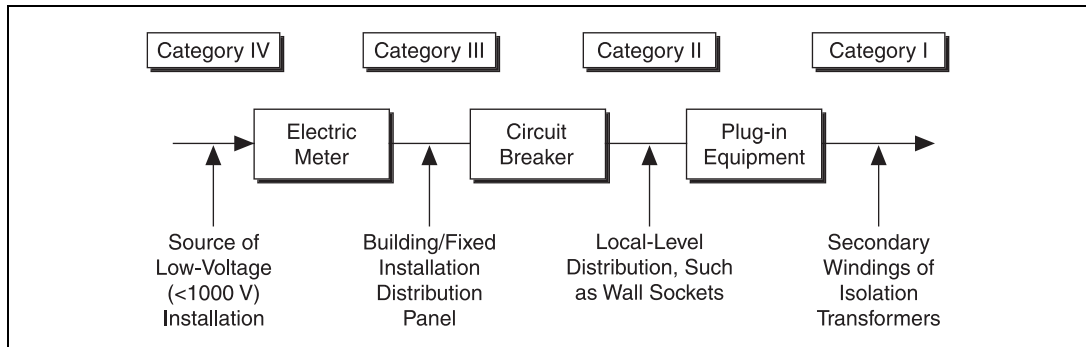 Category IV
Category III
Category II
Category I
Electric
Meter
Circuit
Breaker
Plug-in
Equipment
Source of
Low-Voltage
(<1000 V)
Installation
Building/Fixed
Installation
Distribution
Panel
Local-Level
Distribution, Such
as Wall Sockets
Secondary
Windings of
Isolation
Transformers